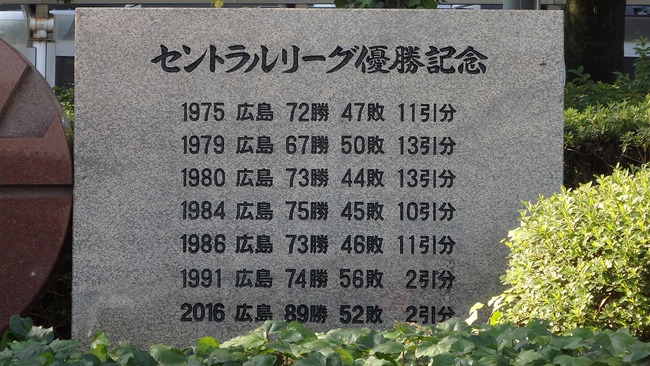 セントラルリーグ優勝記念
1975 広島 72勝 47敗 11引分
1979 広島 67勝 50敗 13引分
1980 広島 73勝 44敗 13引分
1984 広島 75勝 45敗 10引分
1986 広島 73勝 46敗 11引分
1991 広島 74勝 56敗 2引分
2016 広島 89勝 52敗 2引分